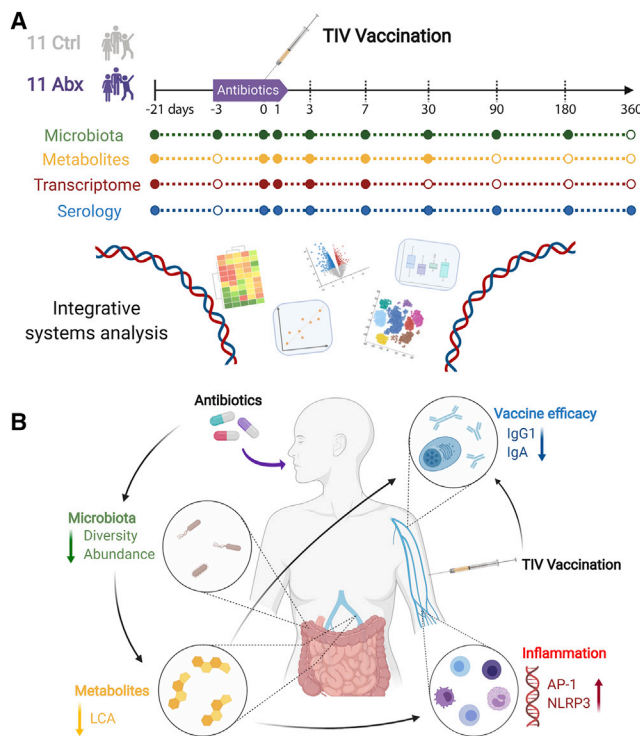 A
11 Ctrl
TIV Vaccination
11 Abx
Antibiotics
-21 days -3 0 1 3 7 30 90 180 360
Microbiota
Metabolites
Transcriptome
Serology
Integrative
systems analysis
B
Antibiotics
Vaccine efficacy
IgG1
IgA
Microbiota
Diversity
Abundance
TIV Vaccination
Inflammation
AP-1
NLRP3
Metabolites
LCA